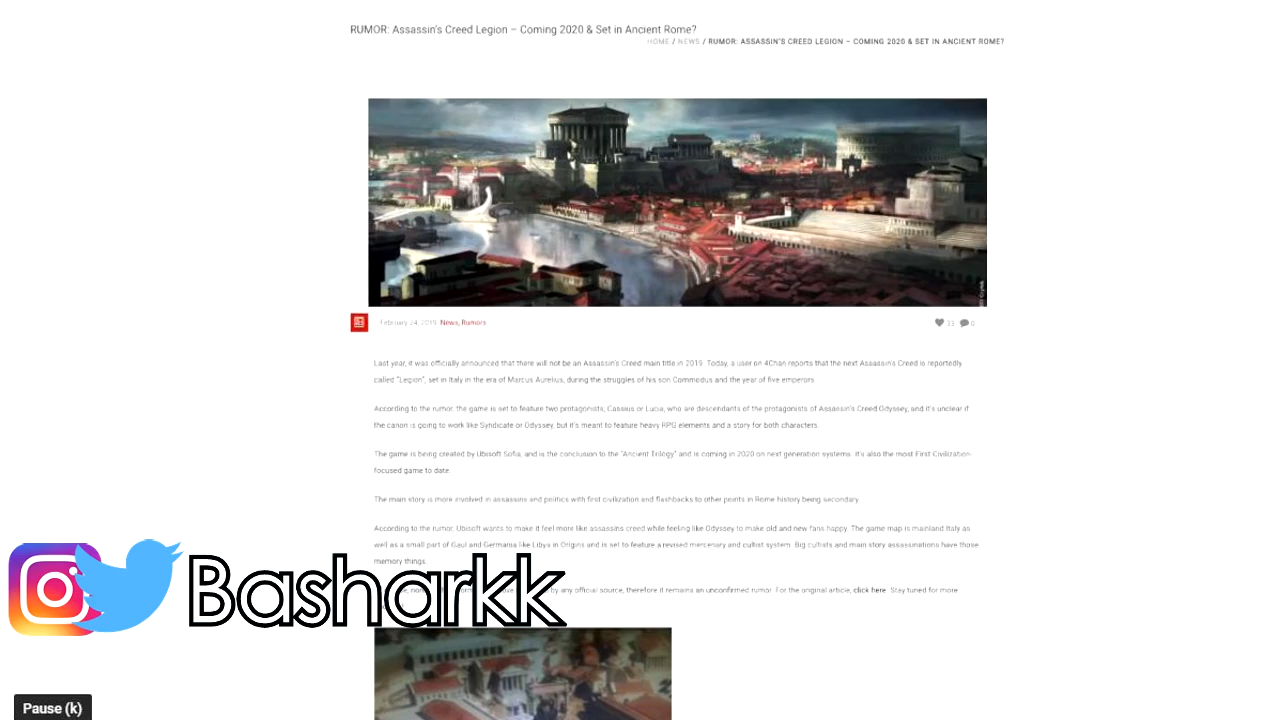 RUMOR: Assassin's Creed Legion – Coming 2020 & Set in Ancient Rome?
HOME / NEWS / RUMOR: ASSASSIN'S CREED LEGION – COMING 2020 & SET IN ANCIENT ROME?
February 24, 2019 News, Rumors
33 0
Last year, it was officially announced that there will not be an Assassin's Creed main title in 2019. Today, a user on 4Chan reports that the next Assassin's Creed is reportedly
called "Legion", set in Italy in the era of Marcus Aurelius, during the struggles of his son Commodus and the year of five emperors.
According to the rumor, the game is set to feature two protagonists, Cassius or Lucia, who are descendants of the protagonists of Assassin's Creed Odyssey, and it's unclear if
the canon is going to work like Syndicate or Odyssey, but it's meant to feature heavy RPG elements and a story for both characters.
The game is being created by Ubisoft Sofia, and is the conclusion to the "Ancient Trilogy" and is coming in 2020 on next generation systems. It's also the most First Civilization-
focused game to date.
The main story is more involved in assassins and politics with first civilization and flashbacks to other points in Rome history being secondary.
According to the rumor, Ubisoft wants to make it feel more like assassins creed while feeling like Odyssey to make old and new fans happy. The game map is mainland Italy as
well as a small part of Gaul and Germania like Libya in Origins and is set to feature a revised mercenary and cultist system. Big cultists and main story assassinations have those
memory things.
by any official source, therefore it remains an unconfirmed rumor. For the original article, click here. Stay tuned for more
Basharkk
Pause (k)